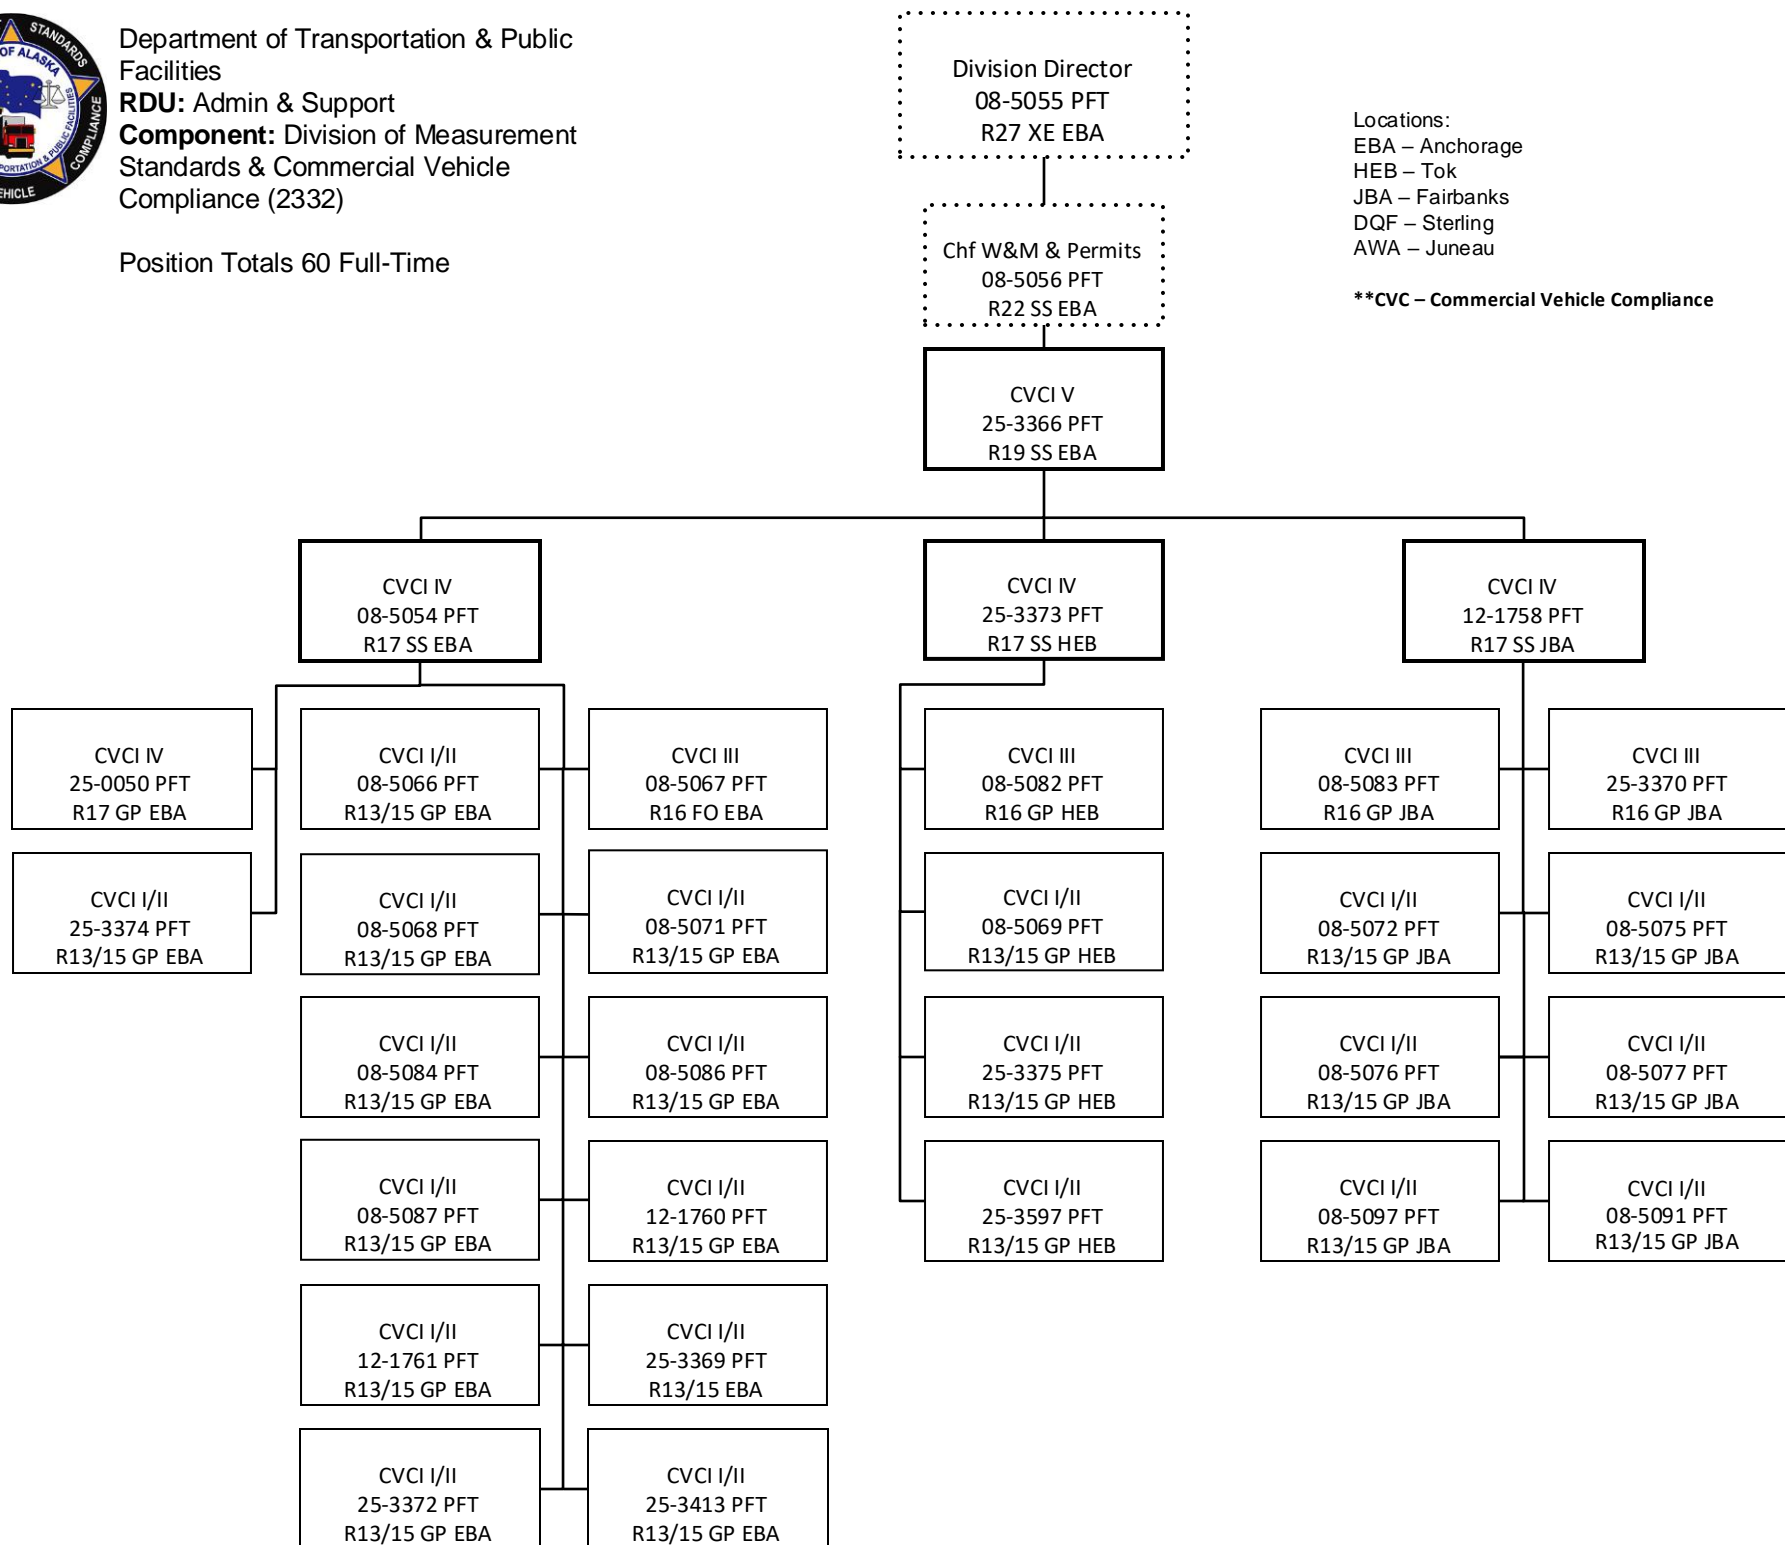 STANDARDS
OF ALASKA
COMPLIANCE
VEHICLE
Department of Transportation & Public
Facilities
RDU: Admin & Support
Component: Division of Measurement
Standards & Commercial Vehicle
Compliance (2332)
Position Totals 60 Full-Time
Division Director
08-5055 PFT
R27 XE EBA
Locations:
EBA – Anchorage
HEB – Tok
JBA – Fairbanks
DQF – Sterling
AWA – Juneau
**CVC – Commercial Vehicle Compliance
Chf W&M & Permits
08-5056 PFT
R22 SS EBA
CVCI V
25-3366 PFT
R19 SS EBA
CVCI IV
08-5054 PFT
R17 SS EBA
CVCI IV
25-3373 PFT
R17 SS HEB
CVCI IV
12-1758 PFT
R17 SS JBA
CVCI IV
25-0050 PFT
R17 GP EBA
CVCI I/II
08-5066 PFT
R13/15 GP EBA
CVCI III
08-5067 PFT
R16 FO EBA
CVCI III
08-5082 PFT
R16 GP HEB
CVCI III
08-5083 PFT
R16 GP JBA
CVCI III
25-3370 PFT
R16 GP JBA
CVCI I/II
25-3374 PFT
R13/15 GP EBA
CVCI I/II
08-5068 PFT
R13/15 GP EBA
CVCI I/II
08-5071 PFT
R13/15 GP EBA
CVCI I/II
08-5069 PFT
R13/15 GP HEB
CVCI I/II
08-5072 PFT
R13/15 GP JBA
CVCI I/II
08-5075 PFT
R13/15 GP JBA
CVCI I/II
08-5084 PFT
R13/15 GP EBA
CVCI I/II
08-5086 PFT
R13/15 GP EBA
CVCI I/II
25-3375 PFT
R13/15 GP HEB
CVCI I/II
08-5076 PFT
R13/15 GP JBA
CVCI I/II
08-5077 PFT
R13/15 GP JBA
CVCI I/II
08-5087 PFT
R13/15 GP EBA
CVCI I/II
12-1760 PFT
R13/15 GP EBA
CVCI I/II
25-3597 PFT
R13/15 GP HEB
CVCI I/II
08-5097 PFT
R13/15 GP JBA
CVCI I/II
08-5091 PFT
R13/15 GP JBA
CVCI I/II
12-1761 PFT
R13/15 GP EBA
CVCI I/II
25-3369 PFT
R13/15 EBA
CVCI I/II
25-3372 PFT
R13/15 GP EBA
CVCI I/II
25-3413 PFT
R13/15 GP EBA